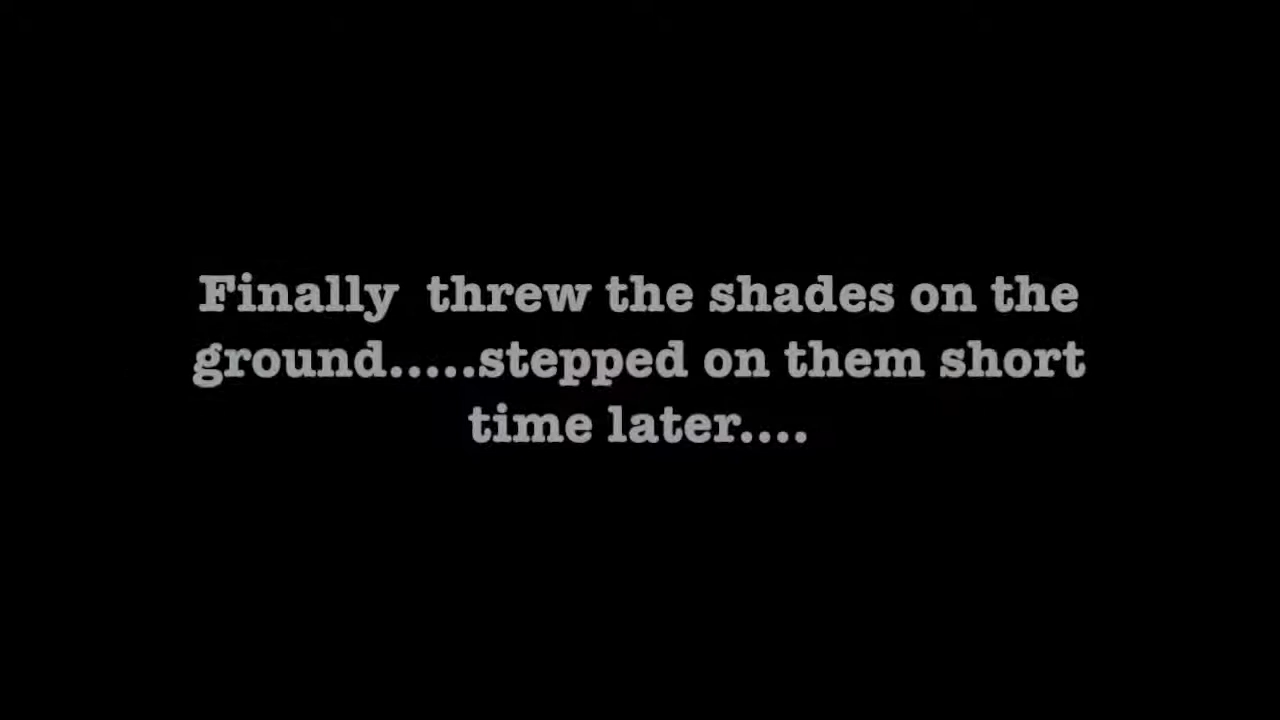 Finally  threw the shades on the
ground.....stepped on them short
time later....